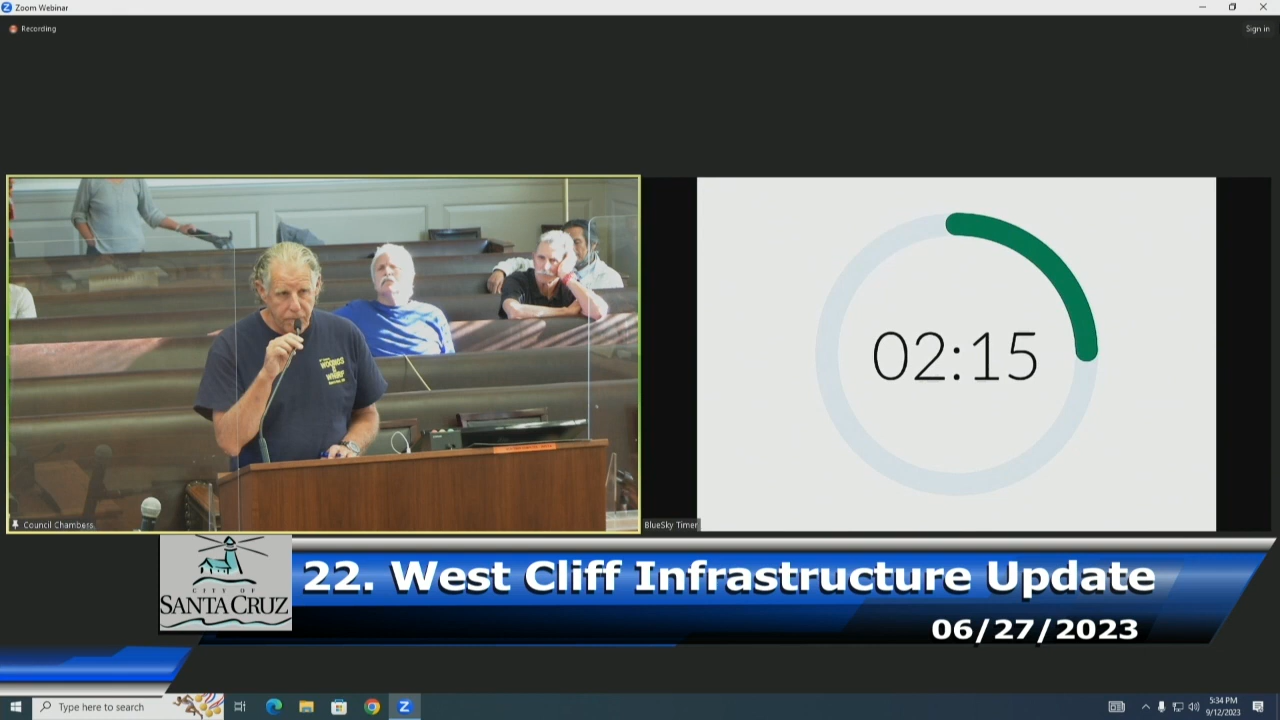 Zoom Webinar
Recording
Sign in
02:15
Council Chambers
BlueSky Timer
CITY OF
SANTA CRUZ
22. West Cliff Infrastructure Update
06/27/2023
Type here to search
5:34 PM
9/12/2023